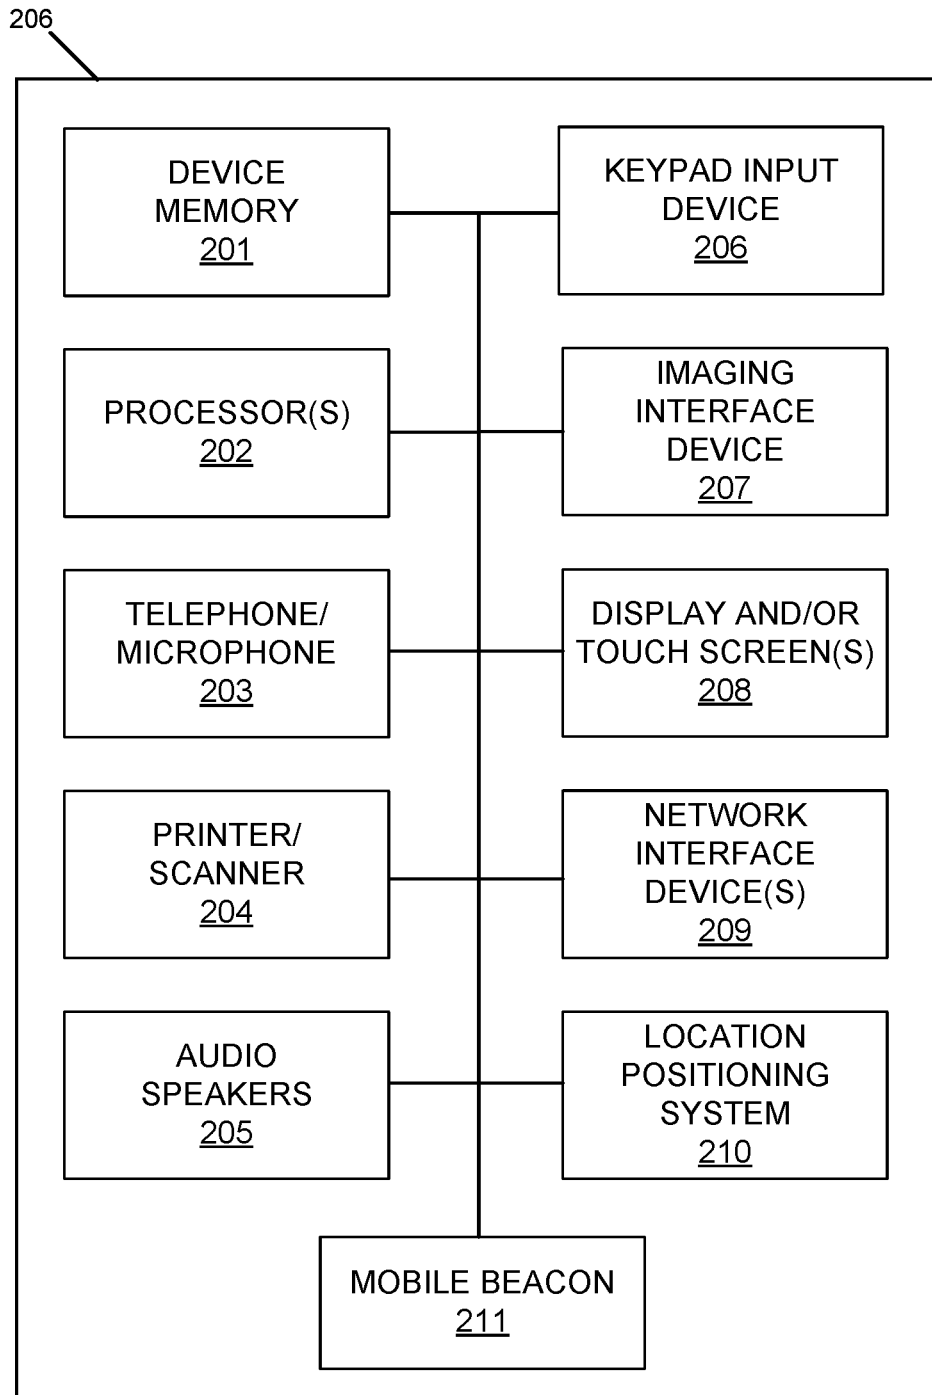 206
DEVICE
MEMORY
201
KEYPAD INPUT
DEVICE
206
PROCESSOR(S)
202
IMAGING
INTERFACE
DEVICE
207
TELEPHONE/
MICROPHONE
203
DISPLAY AND/OR
TOUCH SCREEN(S)
208
PRINTER/
SCANNER
204
NETWORK
INTERFACE
DEVICE(S)
209
AUDIO
SPEAKERS
205
LOCATION
POSITIONING
SYSTEM
210
MOBILE BEACON
211